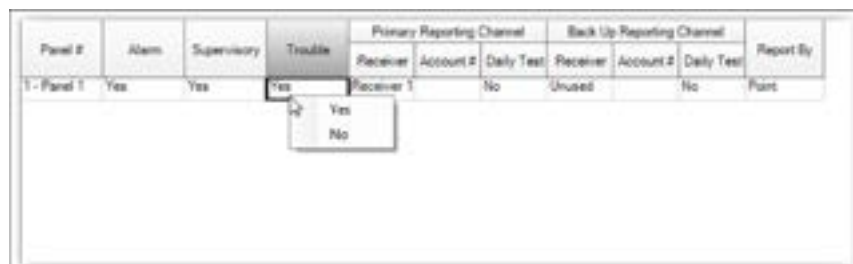 Primary Reporting Channel Back Up Reporting Channel
Panel # Alarm Supervisory Trouble Receiver Account # Daily Test Receiver Account # Daily Test Report By
1 - Panel 1 Yes Yes Yes Receiver 1 No Unused No Point
Yes
No